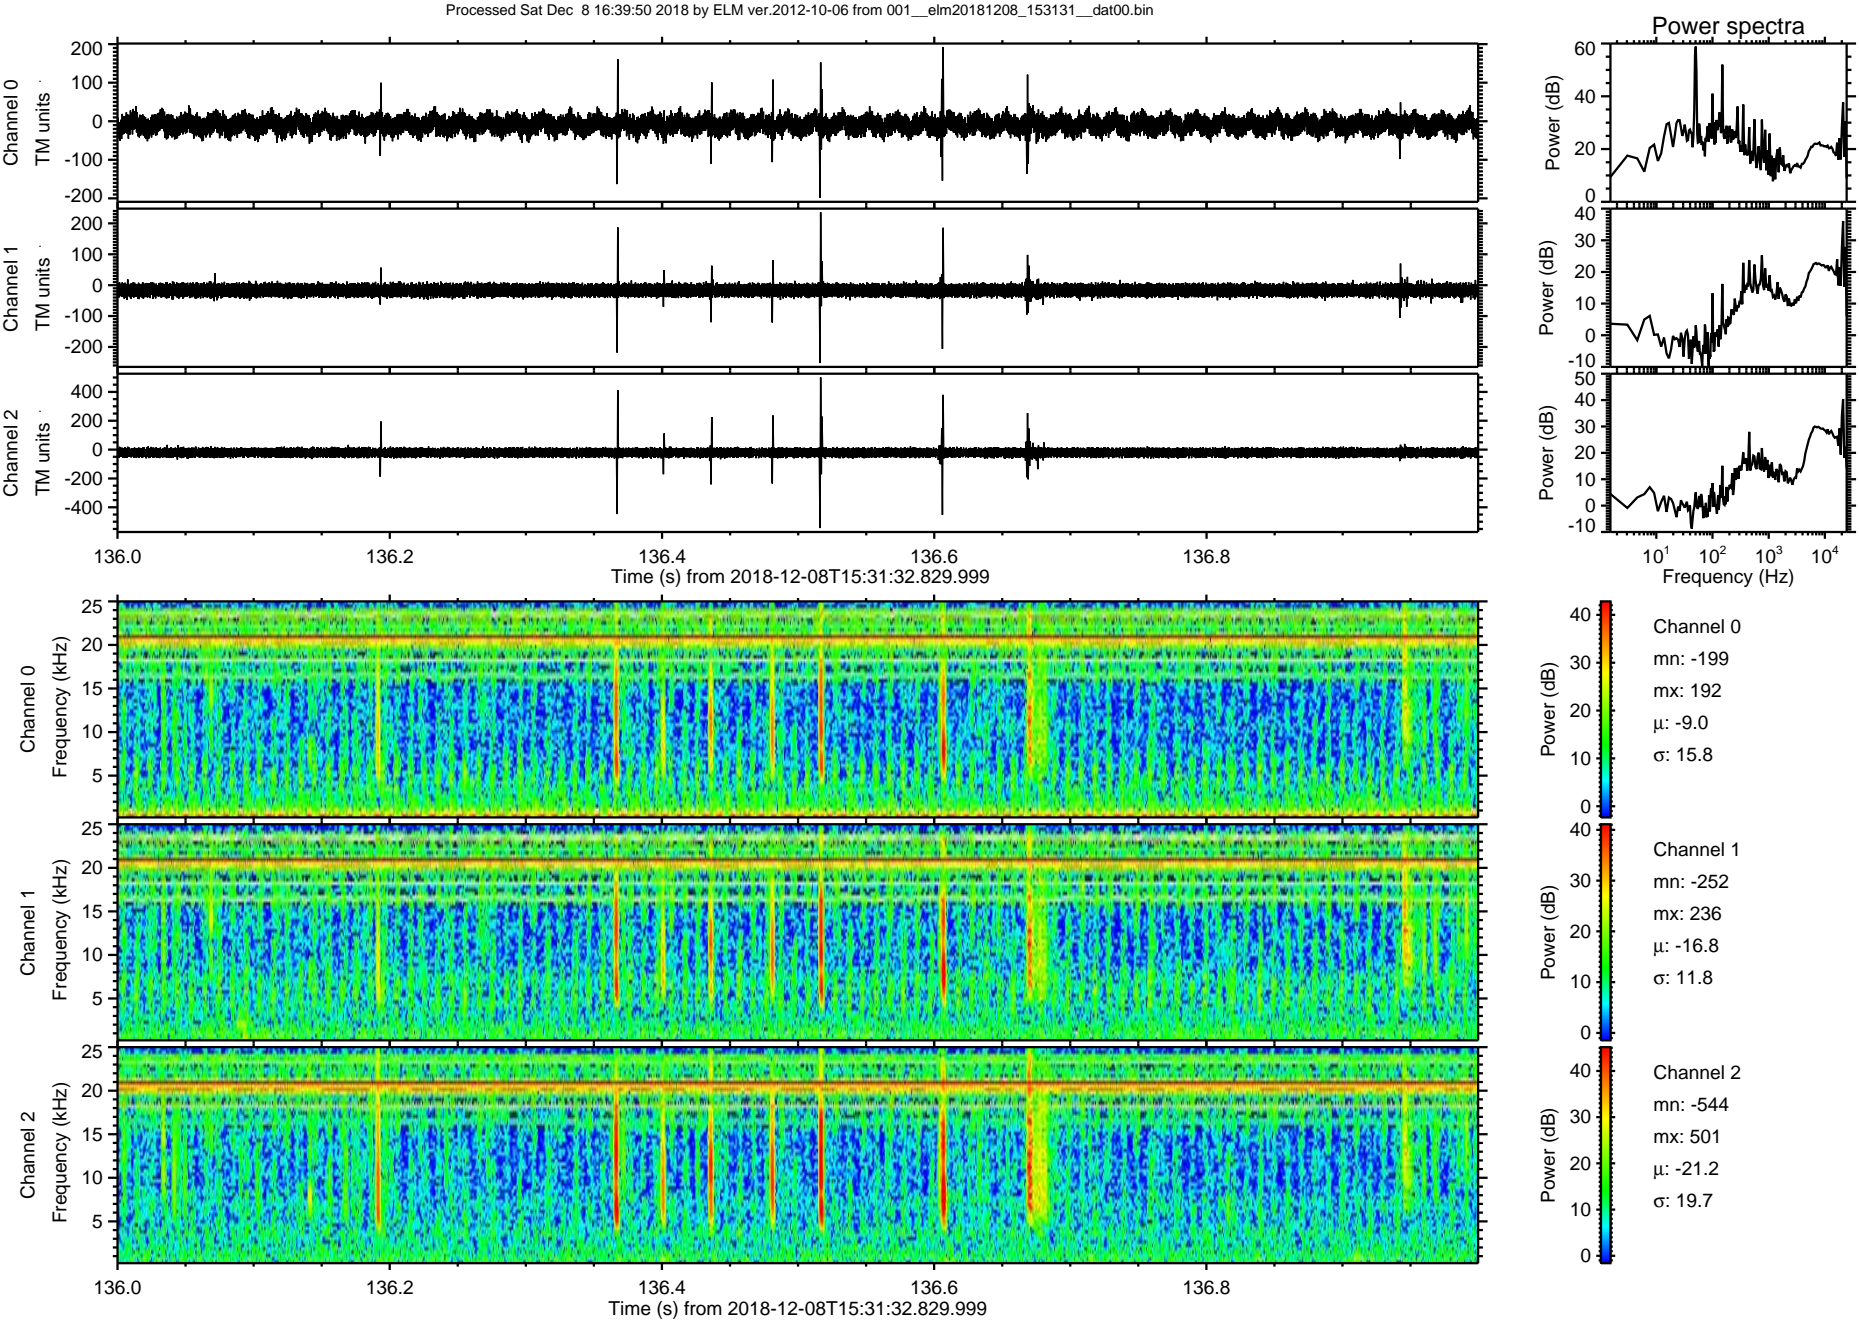 Processed Sat Dec  8 16:39:50 2018 by ELM ver.2012-10-06 from 001__elm20181208_153131__dat00.bin
Power spectra
Channel 0
TM units
200
100
0
-100
-200
Power (dB)
60
40
20
0
Channel 1
TM units
200
100
0
-100
-200
Power (dB)
40
30
20
10
0
-10
Channel 2
TM units
400
200
0
-200
-400
Power (dB)
50
40
30
20
10
0
-10
136.0 136.2 136.4 136.6 136.8
Time (s) from 2018-12-08T15:31:32.829.999
10¹ 10² 10³ 10⁴
Frequency (Hz)
Channel 0
Frequency (kHz)
25
20
15
10
5
Power (dB)
40
30
20
10
0
Channel 0
mn: -199
mx: 192
μ: -9.0
σ: 15.8
Channel 1
Frequency (kHz)
25
20
15
10
5
Power (dB)
40
30
20
10
0
Channel 1
mn: -252
mx: 236
μ: -16.8
σ: 11.8
Channel 2
Frequency (kHz)
25
20
15
10
5
Power (dB)
40
30
20
10
0
Channel 2
mn: -544
mx: 501
μ: -21.2
σ: 19.7
136.0 136.2 136.4 136.6 136.8
Time (s) from 2018-12-08T15:31:32.829.999